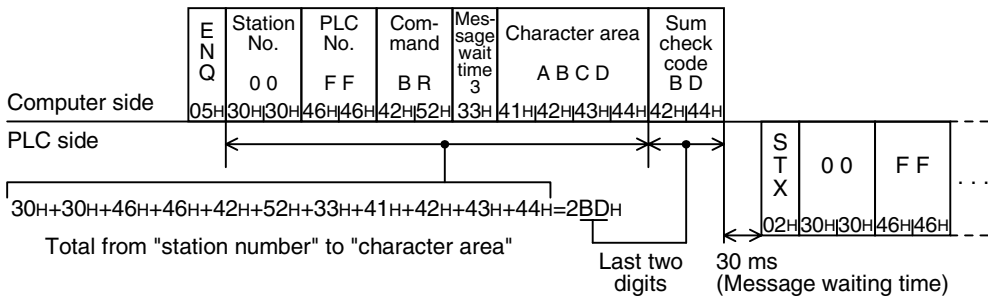 E
N
Q
Station
No.
0 0
PLC
No.
F F
Com-
mand
B R
Mes-
sage
wait
time
3
Character area
A B C D
Sum
check
code
B D
Computer side
05H 30H 30H 46H 46H 42H 52H 33H 41H 42H 43H 44H 42H 44H
PLC side
S
T
X
0 0
F F
. . .
02H 30H 30H 46H 46H
30H+30H+46H+46H+42H+52H+33H+41H+42H+43H+44H=2BDH
Total from "station number" to "character area"
Last two
digits
30 ms
(Message waiting time)